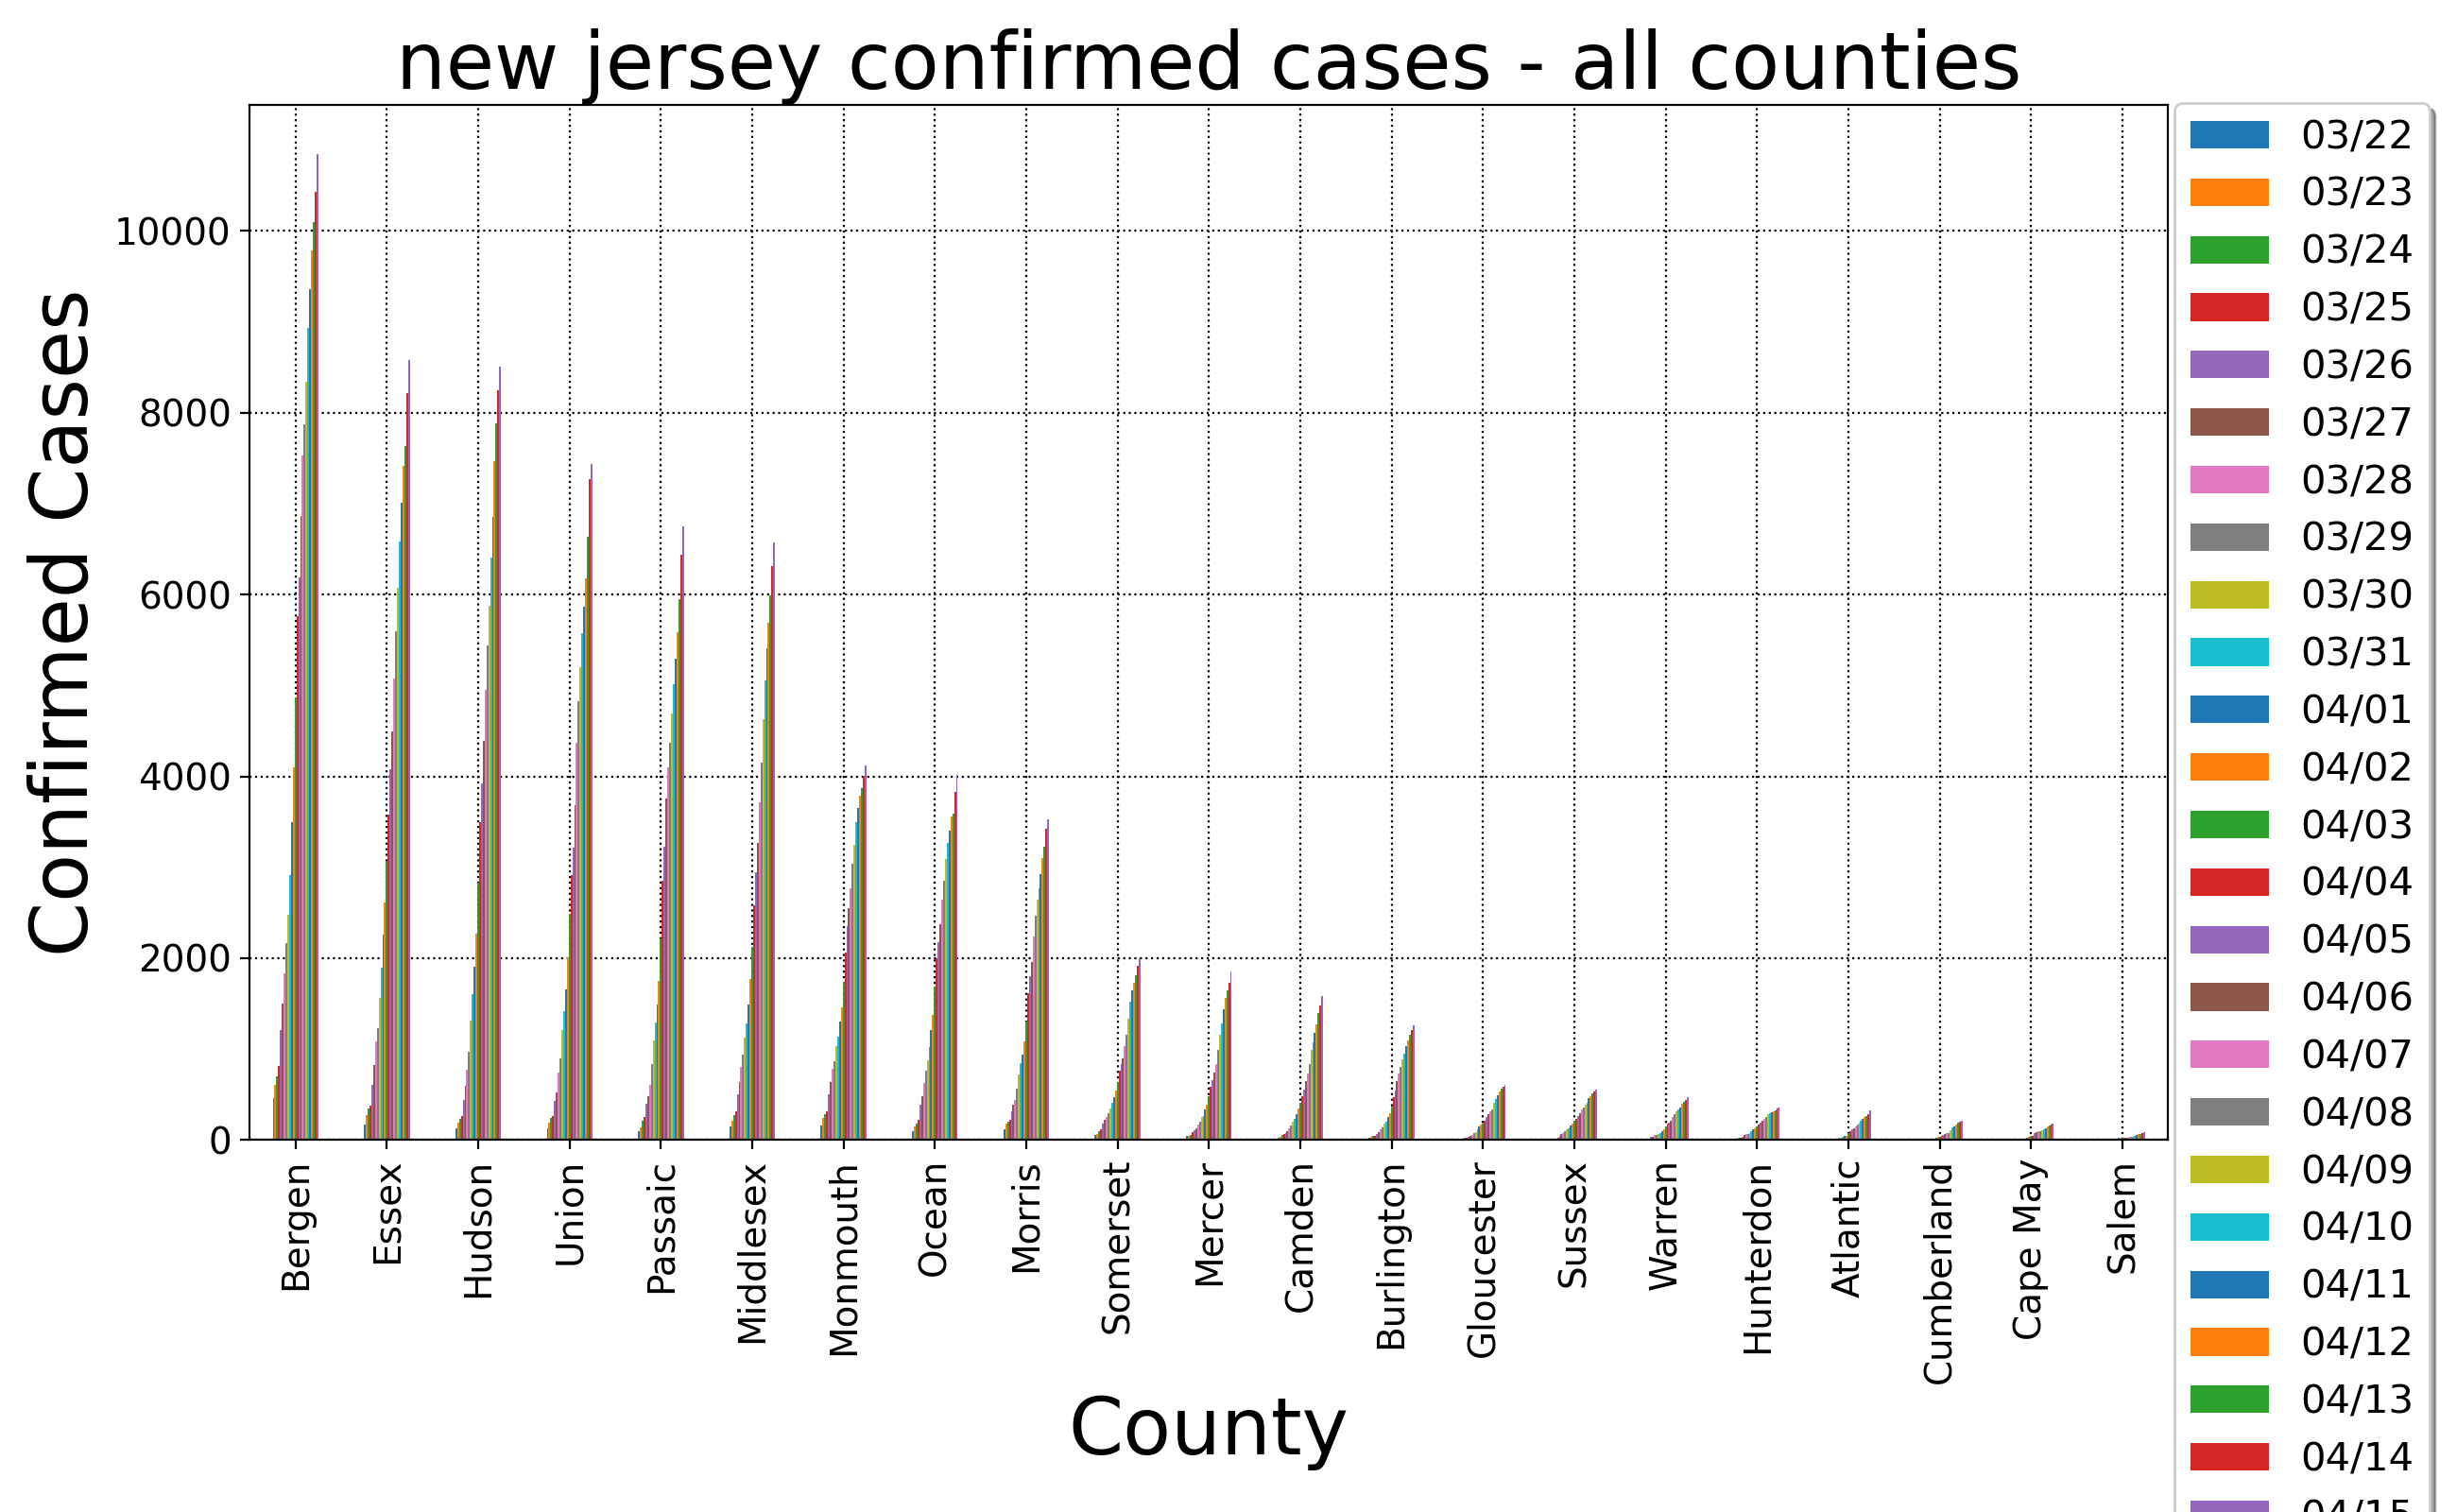 new jersey confirmed cases - all counties
Confirmed Cases
10000
8000
6000
4000
2000
0
Bergen
Essex
Hudson
Union
Passaic
Middlesex
Monmouth
Ocean
Morris
Somerset
Mercer
Camden
Burlington
Gloucester
Sussex
Warren
Hunterdon
Atlantic
Cumberland
Cape May
Salem
County
03/22
03/23
03/24
03/25
03/26
03/27
03/28
03/29
03/30
03/31
04/01
04/02
04/03
04/04
04/05
04/06
04/07
04/08
04/09
04/10
04/11
04/12
04/13
04/14
04/15